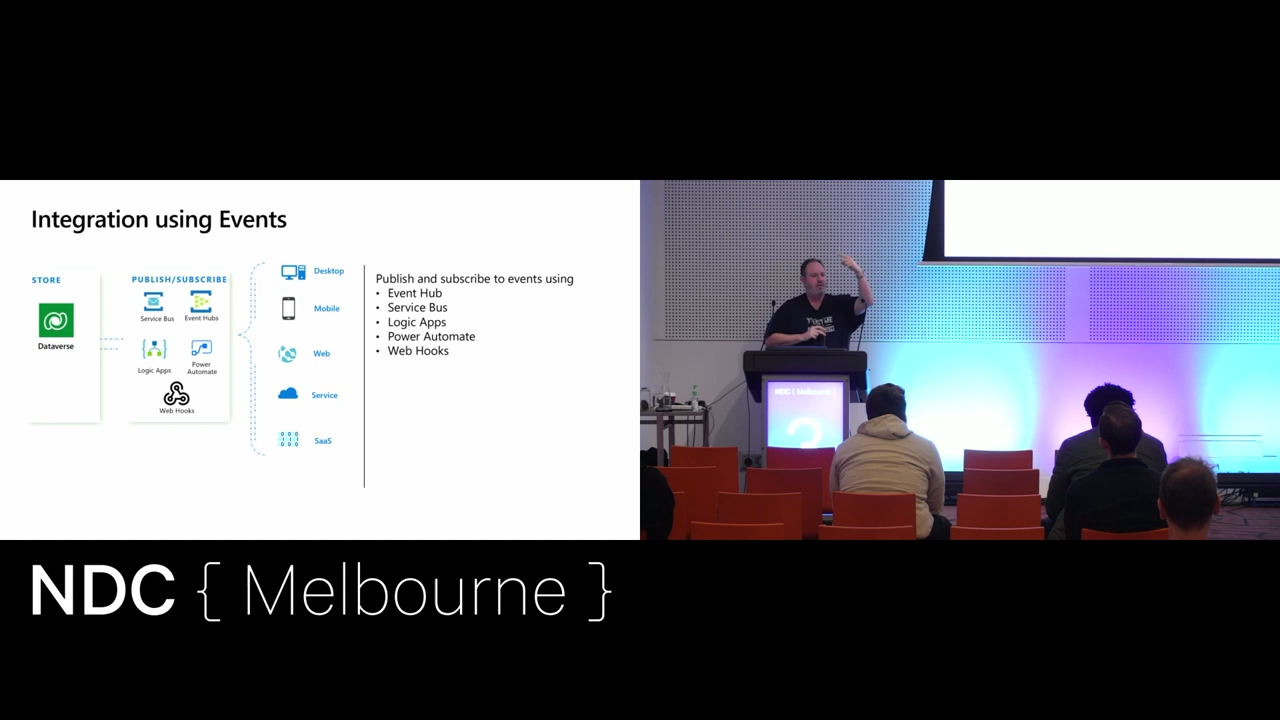 Integration using Events
STORE
Dataverse
PUBLISH/SUBSCRIBE
Service Bus
Event Hubs
Logic Apps
Power
Automate
Web Hooks
Desktop
Mobile
Web
Service
SaaS
Publish and subscribe to events using
• Event Hub
• Service Bus
• Logic Apps
• Power Automate
• Web Hooks
NDC { Melbourne }
NDC { Melbourne }